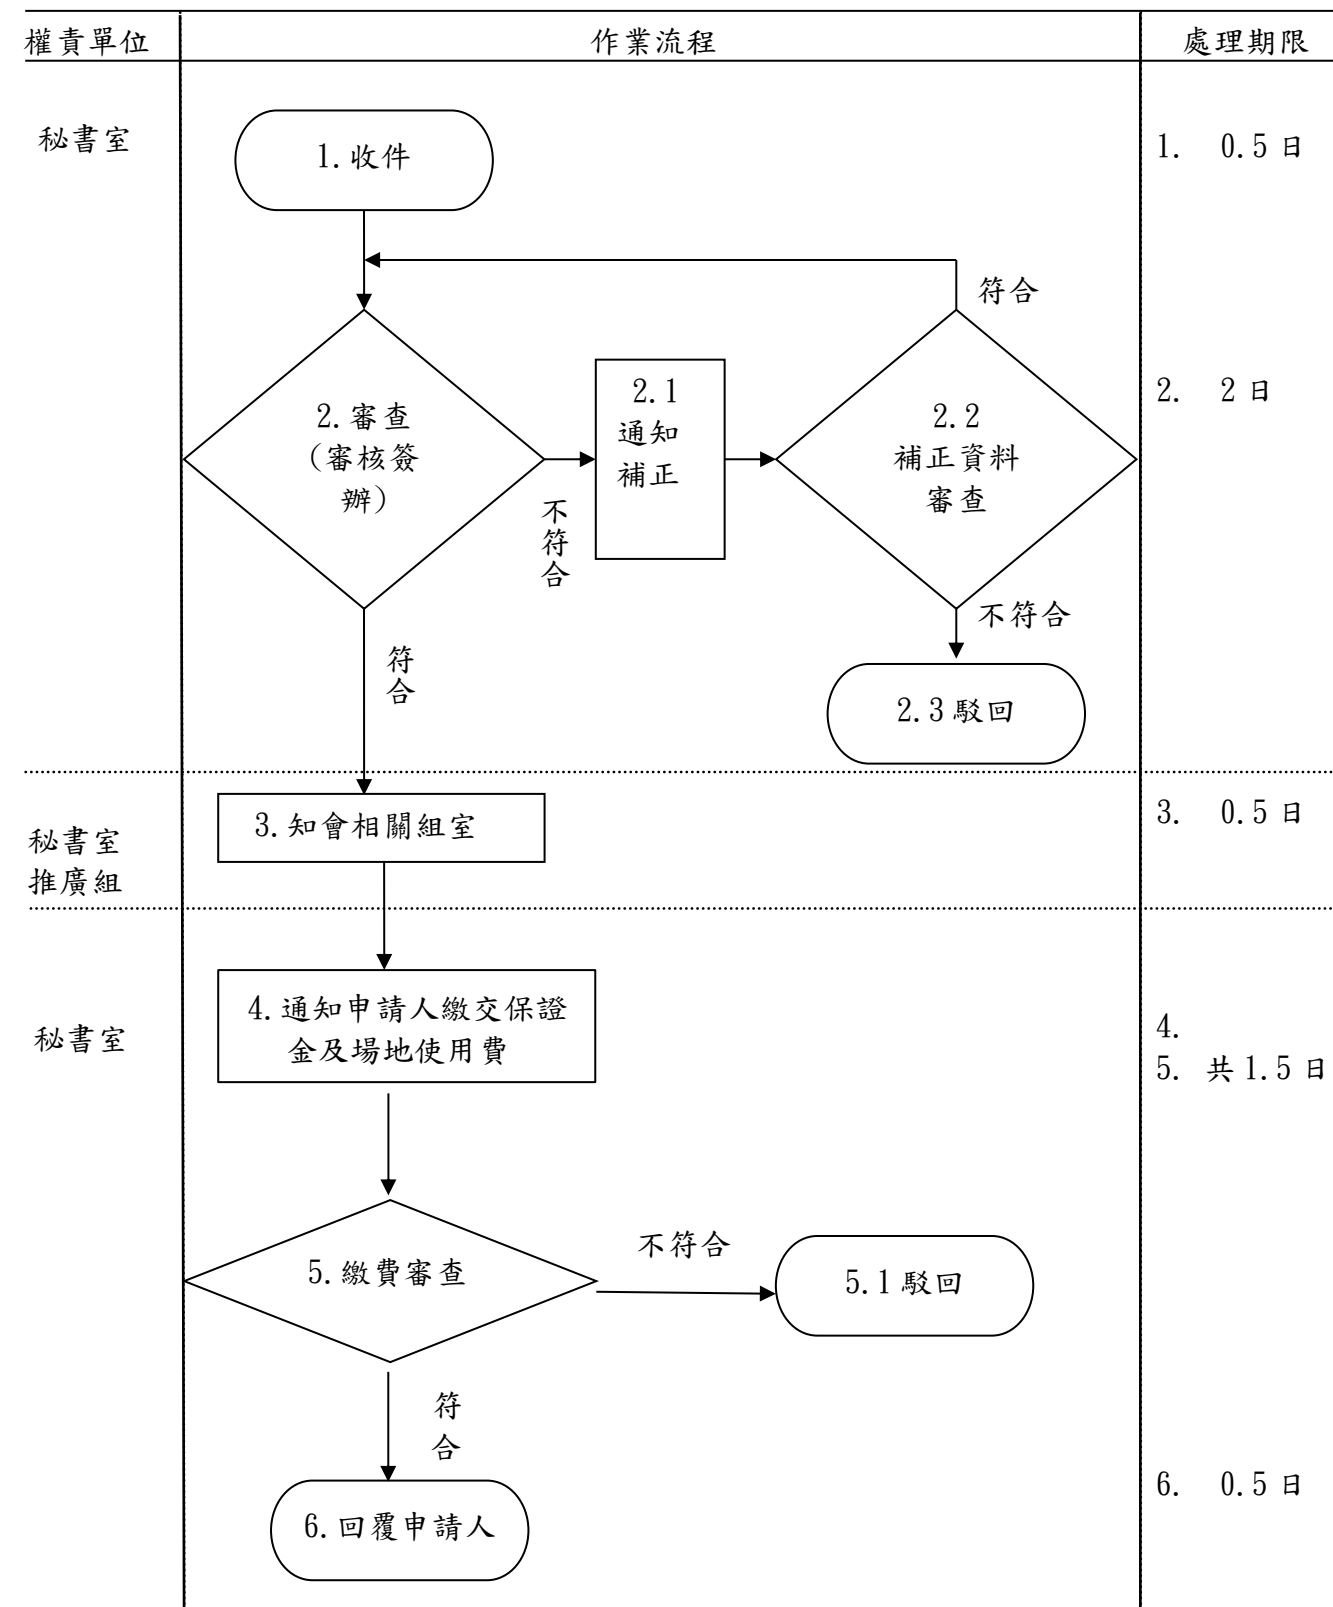 權責單位
作業流程
處理期限
秘書室
1.收件
1. 0.5日
符合
2.審查
(審核簽
辦)
不
符
合
2.1
通知
補正
2.2
補正資料
審查
2. 2日
不符合
符
合
2.3駁回
秘書室
推廣組
3.知會相關組室
3. 0.5日
秘書室
4.通知申請人繳交保證
金及場地使用費
4.
5. 共1.5日
5.繳費審查
不符合
5.1駁回
符
合
6.回覆申請人
6. 0.5日